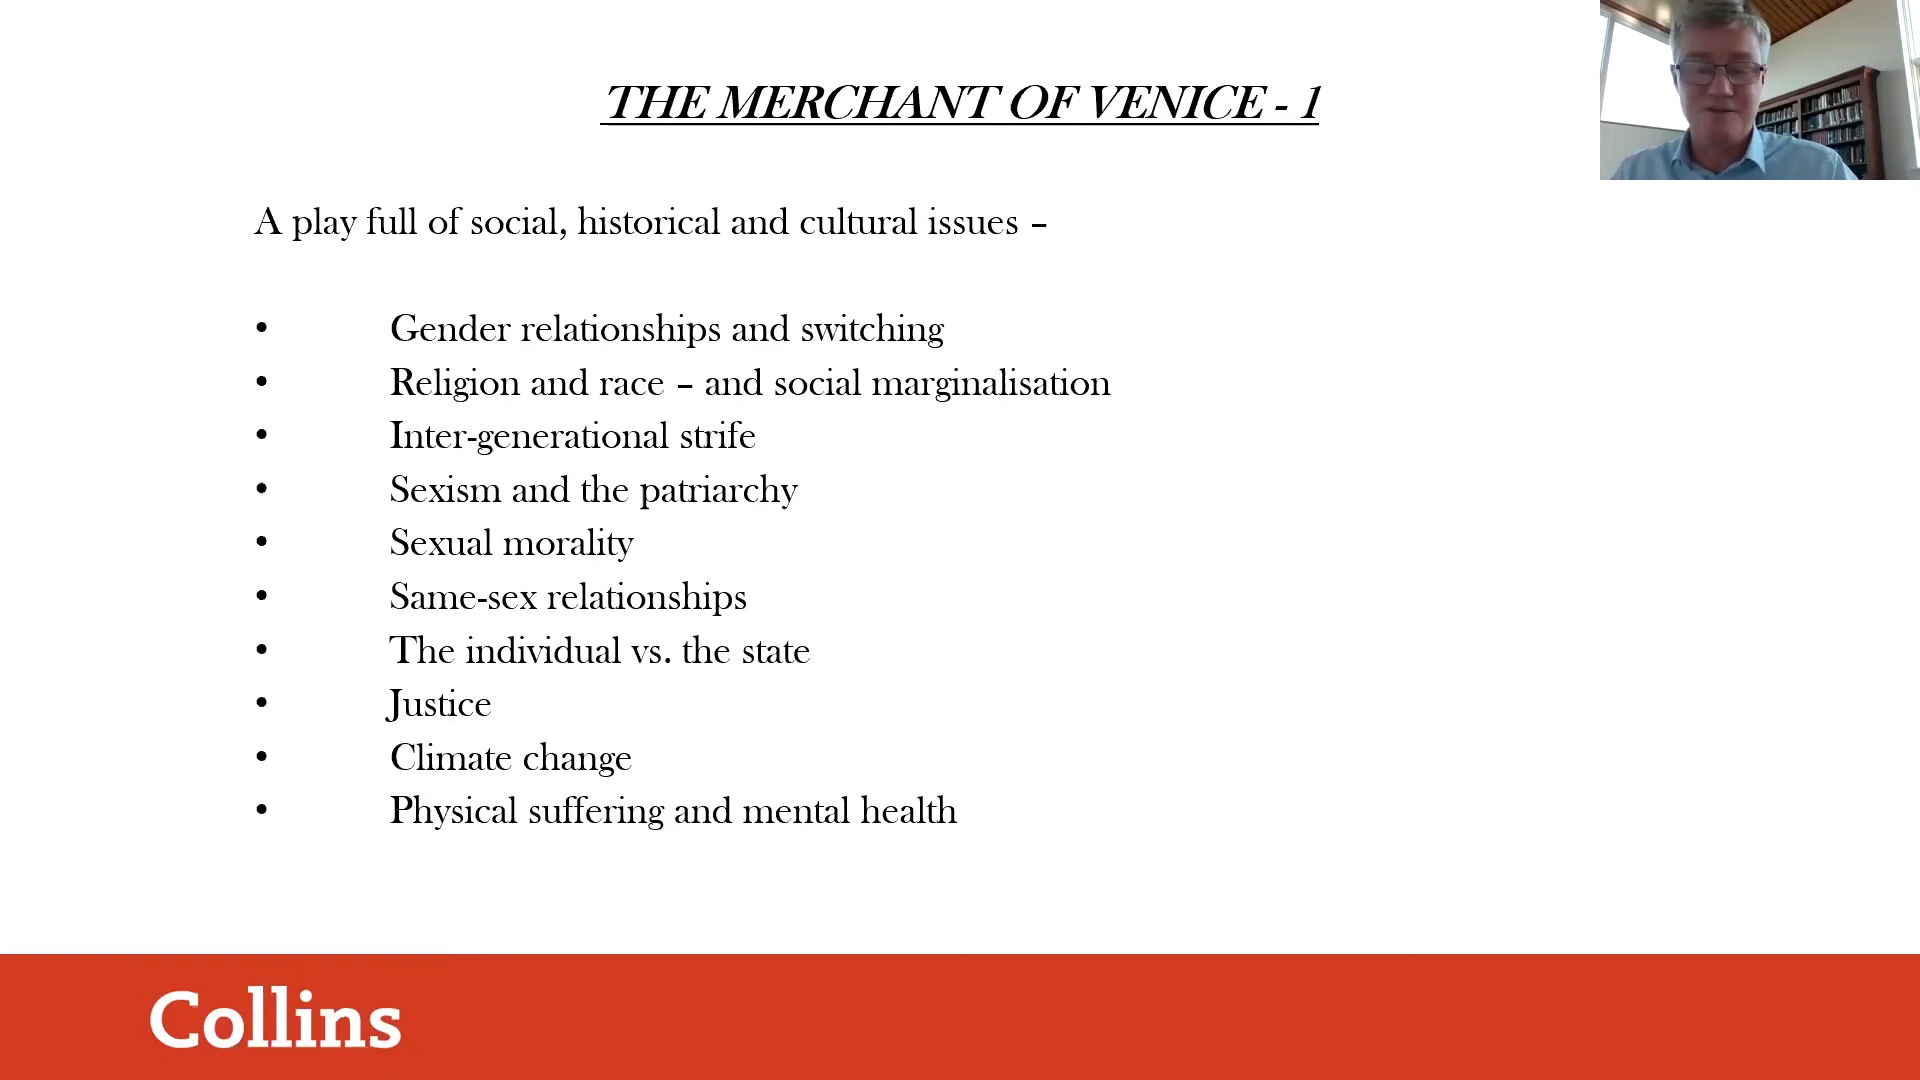 THE MERCHANT OF VENICE - 1
A play full of social, historical and cultural issues –
• Gender relationships and switching
• Religion and race – and social marginalisation
• Inter-generational strife
• Sexism and the patriarchy
• Sexual morality
• Same-sex relationships
• The individual vs. the state
• Justice
• Climate change
• Physical suffering and mental health
Collins